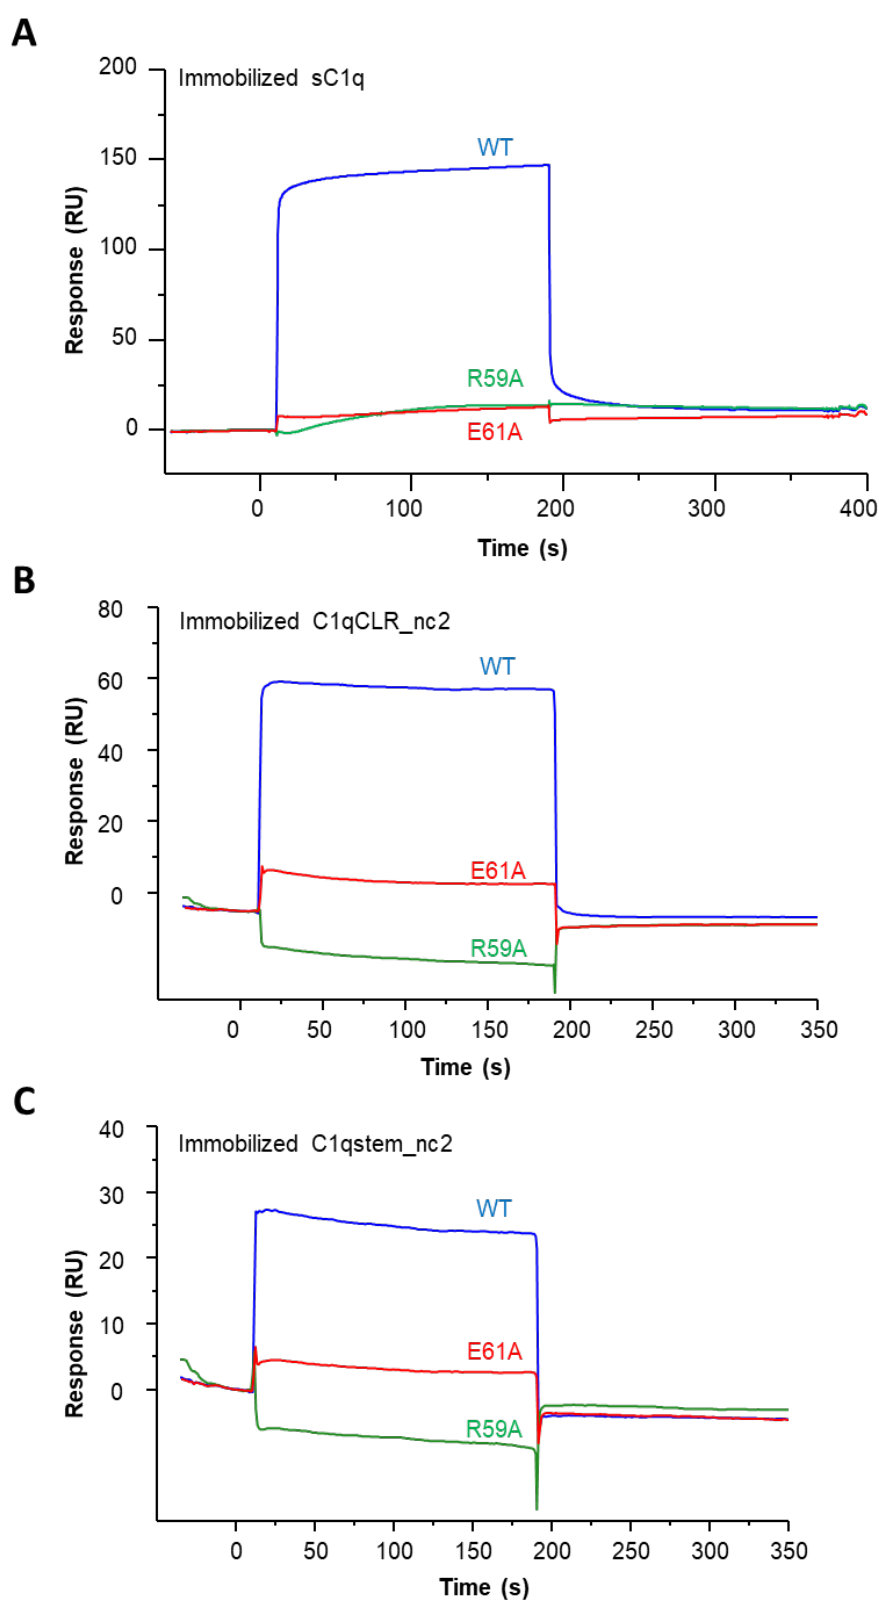 A
Immobilized sC1q
200
150
100
50
0
Response (RU)
WT
R59A
E61A
0 100 200 300 400
Time (s)
B
Immobilized C1qCLR_nc2
80
60
40
20
0
Response (RU)
WT
E61A
R59A
0 50 100 150 200 250 300 350
Time (s)
C
Immobilized C1qstem_nc2
40
30
20
10
0
Response (RU)
WT
E61A
R59A
0 50 100 150 200 250 300 350
Time (s)